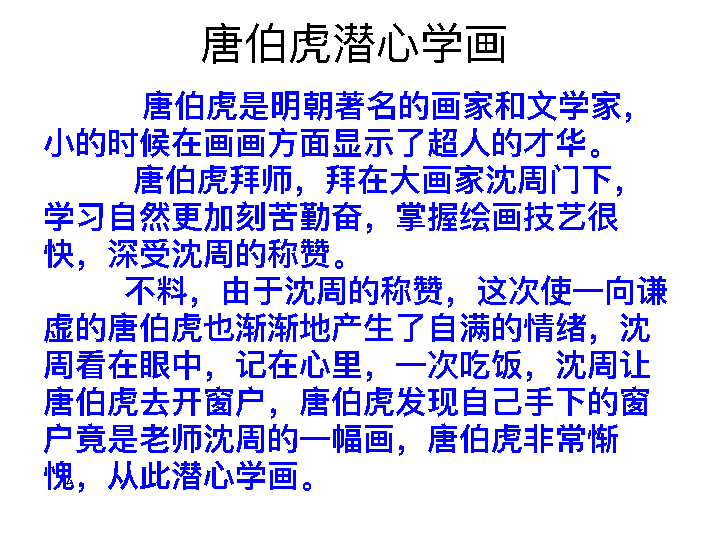 唐伯虎潜心学画
唐伯虎是明朝著名的画家和文学家，
小的时候在画画方面显示了超人的才华。
唐伯虎拜师，拜在大画家沈周门下，
学习自然更加刻苦勤奋，掌握绘画技艺很
快，深受沈周的称赞。
不料，由于沈周的称赞，这次使一向谦
虚的唐伯虎也渐渐地产生了自满的情绪，沈
周看在眼中，记在心里，一次吃饭，沈周让
唐伯虎去开窗户，唐伯虎发现自己手下的窗
户竟是老师沈周的一幅画，唐伯虎非常惭
愧，从此潜心学画。